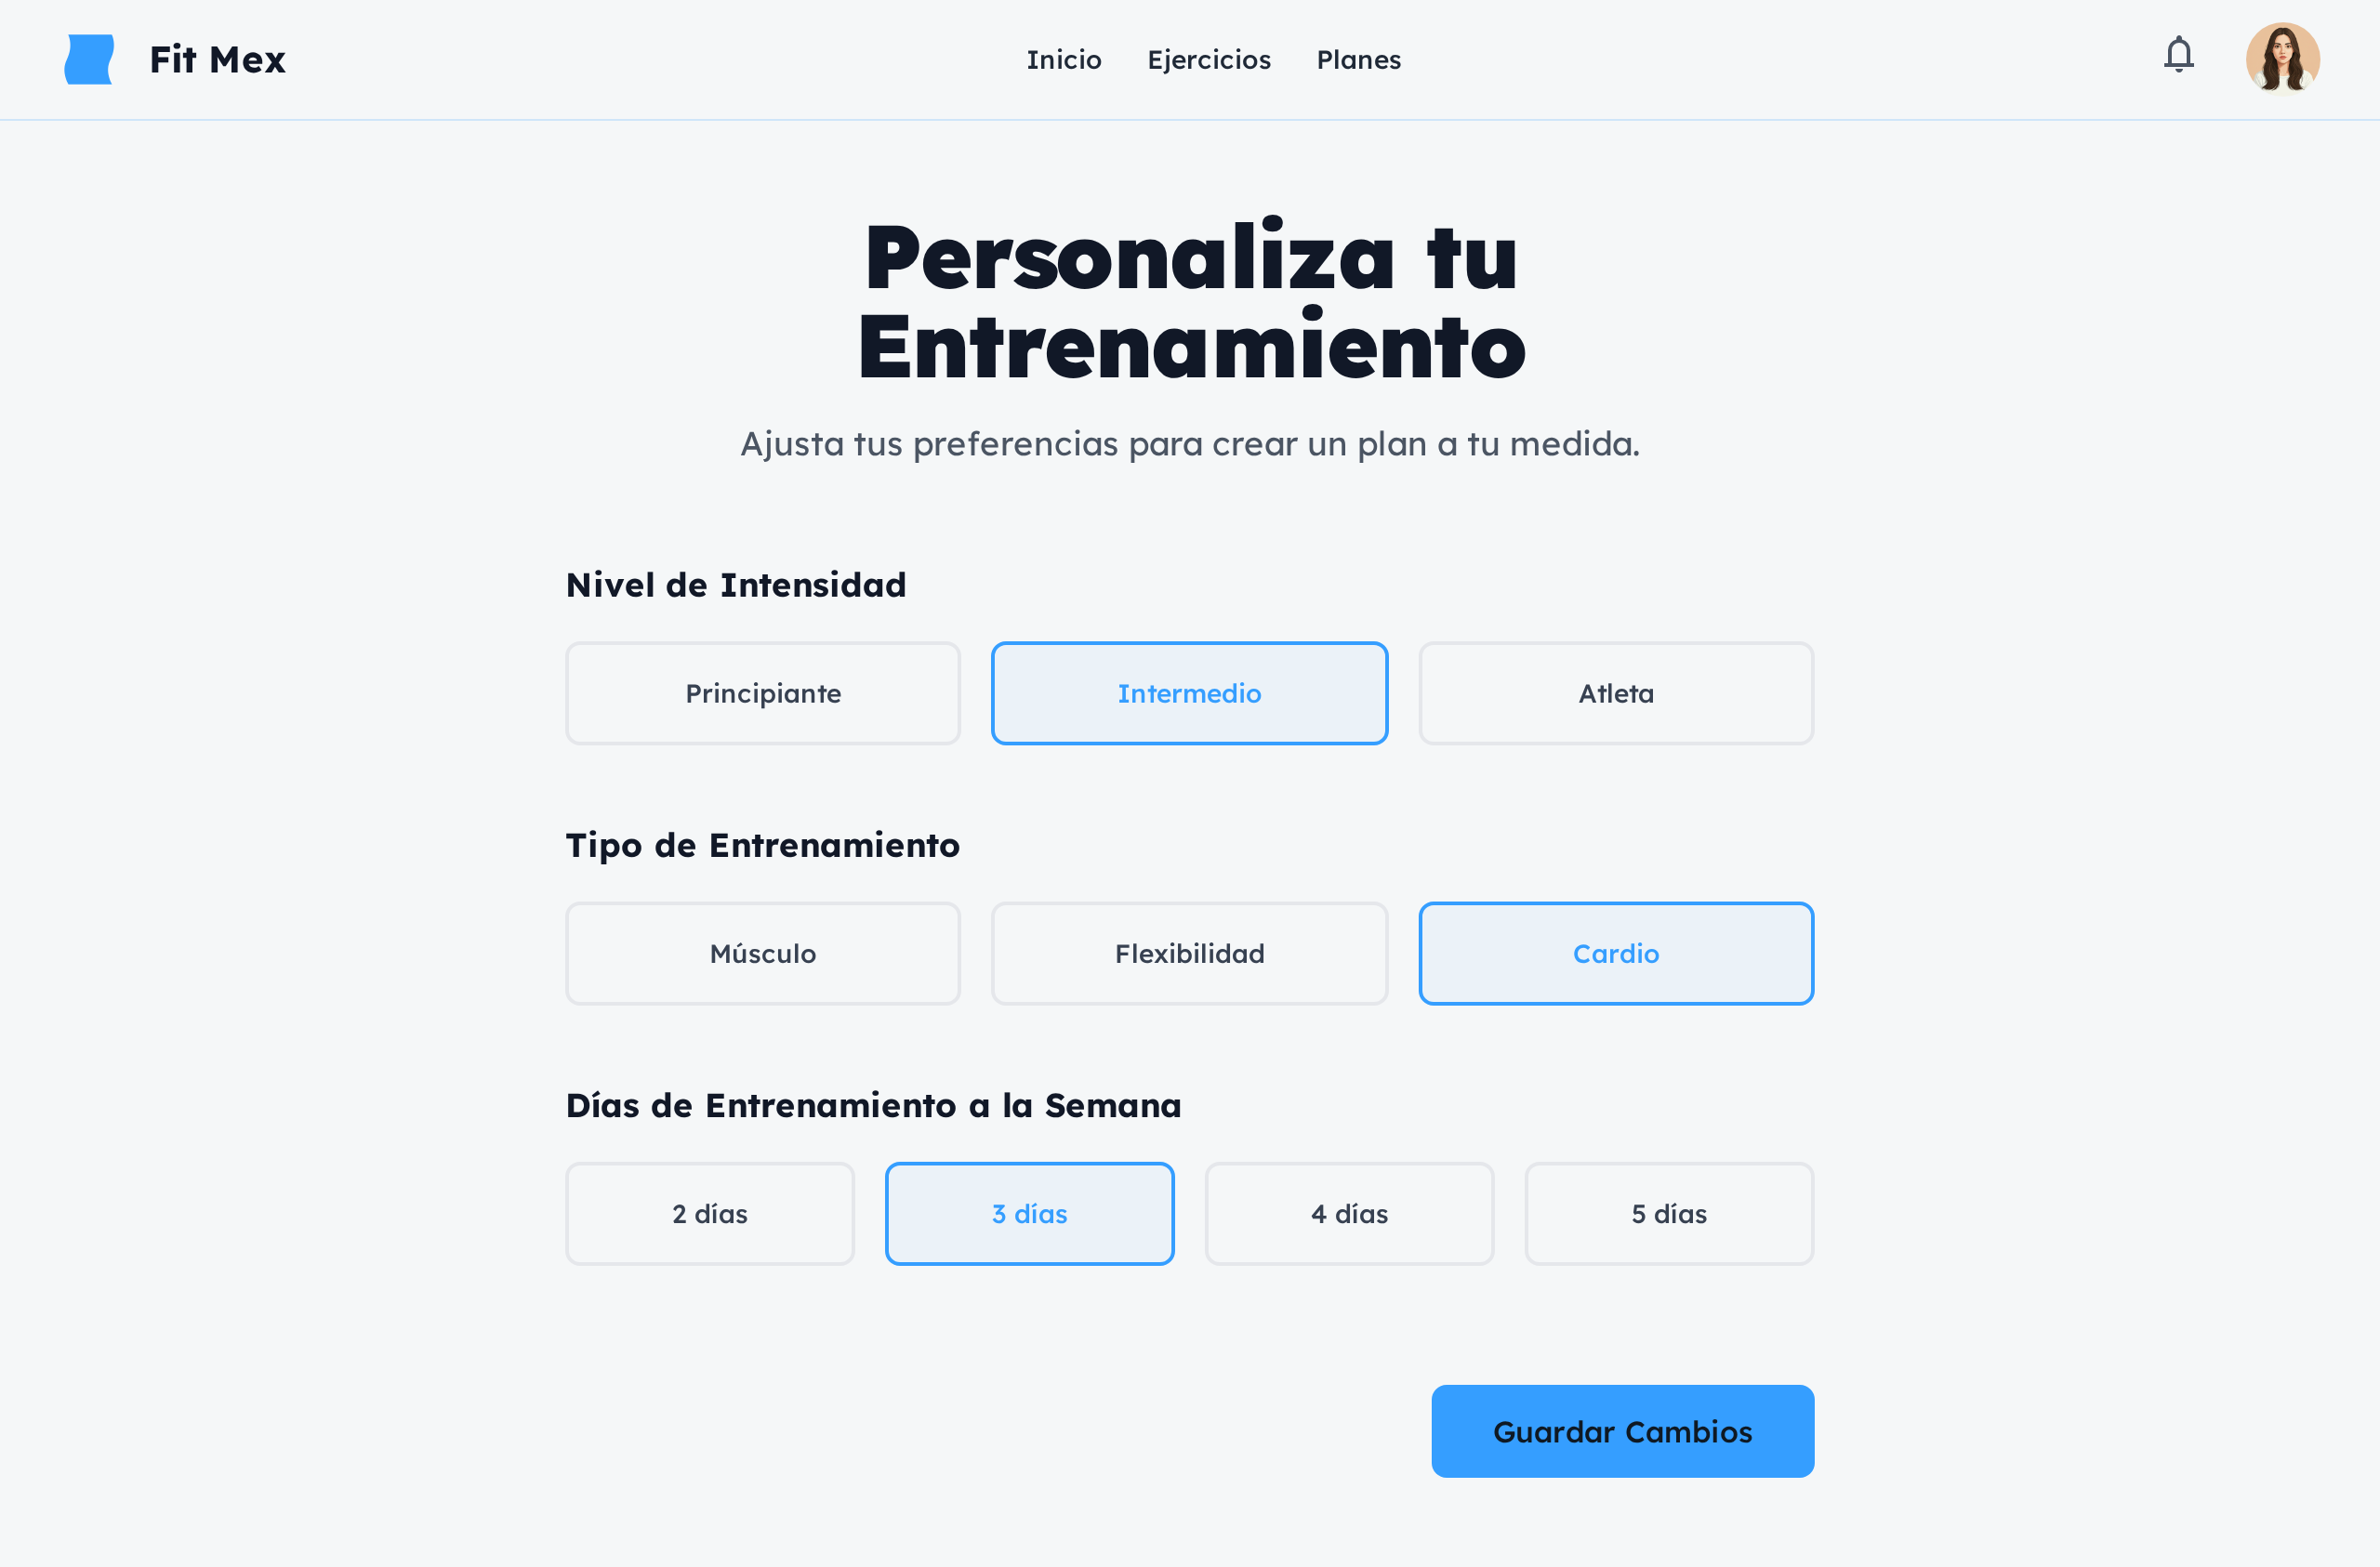 Fit Mex
Inicio
Ejercicios
Planes
Personaliza tu
Entrenamiento
Ajusta tus preferencias para crear un plan a tu medida.
Nivel de Intensidad
Principiante
Intermedio
Atleta
Tipo de Entrenamiento
Músculo
Flexibilidad
Cardio
Días de Entrenamiento a la Semana
2 días
3 días
4 días
5 días
Guardar Cambios